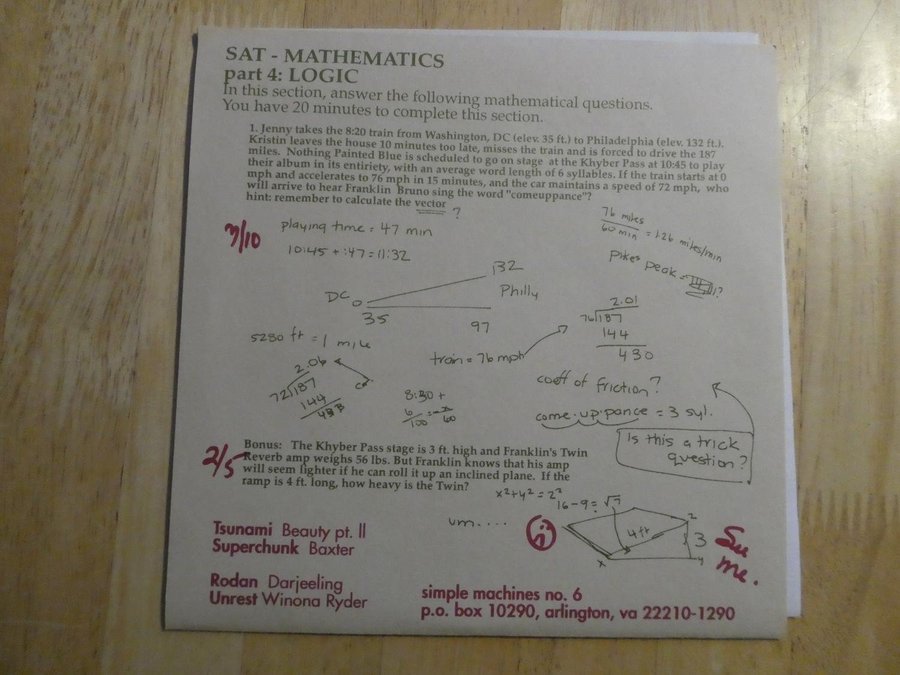 SAT - MATHEMATICS
part 4: LOGIC
In this section, answer the following mathematical questions.
You have 20 minutes to complete this section.
1. Jenny takes the 8:20 train from Washington, DC (elev. 35 ft.) to Philadelphia (elev. 132 ft.).
Kristin leaves the house 10 minutes too late, misses the train and is forced to drive the 187
miles. Nothing Painted Blue is scheduled to go on stage at the Khyber Pass at 10:45 to play
their album in its entiriety, with an average word length of 6 syllables. If the train starts at 0
mph and accelerates to 76 mph in 15 minutes, and the car maintains a speed of 72 mph, who
will arrive to hear Franklin Bruno sing the word "comeuppance"?
hint: remember to calculate the vector ?
7/10
playing time = 47 min
76 miles
60 min = 1.26 miles/min
10:45 + :47 = 11:32
Pikes peak =
?
132
DC
Philly
35
97
2.01
76 187
144
430
5280 ft = 1 mile
train = 76 mph
2.06
72 187
144
8:30 +
6
100 = x
60
coeff of friction?
come·up·pance = 3 syl.
Is this a trick
question?
2/5
Bonus: The Khyber Pass stage is 3 ft. high and Franklin's Twin
Reverb amp weighs 56 lbs. But Franklin knows that his amp
will seem lighter if he can roll it up an inclined plane. If the
ramp is 4 ft. long, how heavy is the Twin?
x²+y² = z²
16-9 = √7
um....
4ft
z
3
x
y
See
me.
Tsunami Beauty pt. II
Superchunk Baxter
Rodan Darjeeling
Unrest Winona Ryder
simple machines no. 6
p.o. box 10290, arlington, va 22210-1290